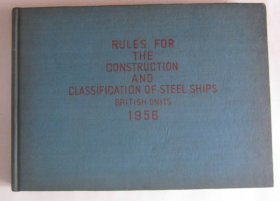 RULES FOR
THE
CONSTRUCTION
AND
CLASSIFICATION OF STEEL SHIPS
BRITISH UNITS
1956